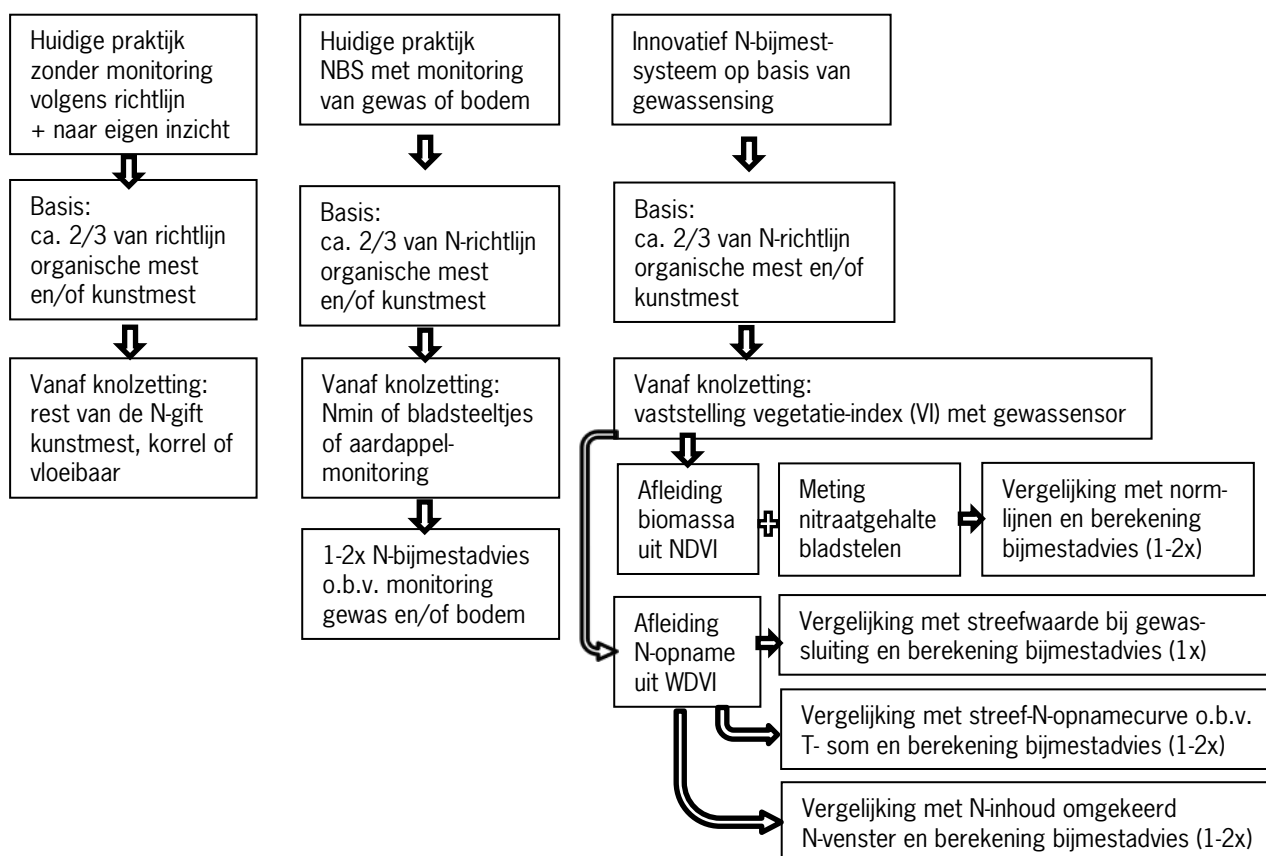 Huidige praktijk
zonder monitoring
volgens richtlijn
+ naar eigen inzicht
Basis:
ca. 2/3 van richtlijn
organische mest
en/of kunstmest
Vanaf knolzetting:
rest van de N-gift
kunstmest, korrel of
vloeibaar
Huidige praktijk
NBS met monitoring
van gewas of bodem
Basis:
ca. 2/3 van N-richtlijn
organische mest
en/of kunstmest
Vanaf knolzetting:
Nmin of bladsteeltjes
of aardappel-
monitoring
1-2x N-bijmestadvies
o.b.v. monitoring
gewas en/of bodem
Innovatief N-bijmest-
systeem op basis van
gewassensing
Basis:
ca. 2/3 van N-richtlijn
organische mest en/of
kunstmest
Vanaf knolzetting:
vaststelling vegetatie-index (VI) met gewassensor
Afleiding
biomassa
uit NDVI
Meting
nitraatgehalte
bladstelen
Vergelijking met norm-
lijnen en berekening
bijmestadvies (1-2x)
Afleiding
N-opname
uit WDVI
Vergelijking met streefwaarde bij gewas-
sluiting en berekening bijmestadvies (1x)
Vergelijking met streef-N-opnamecurve o.b.v.
T- som en berekening bijmestadvies (1-2x)
Vergelijking met N-inhoud omgekeerd
N-venster en berekening bijmestadvies (1-2x)